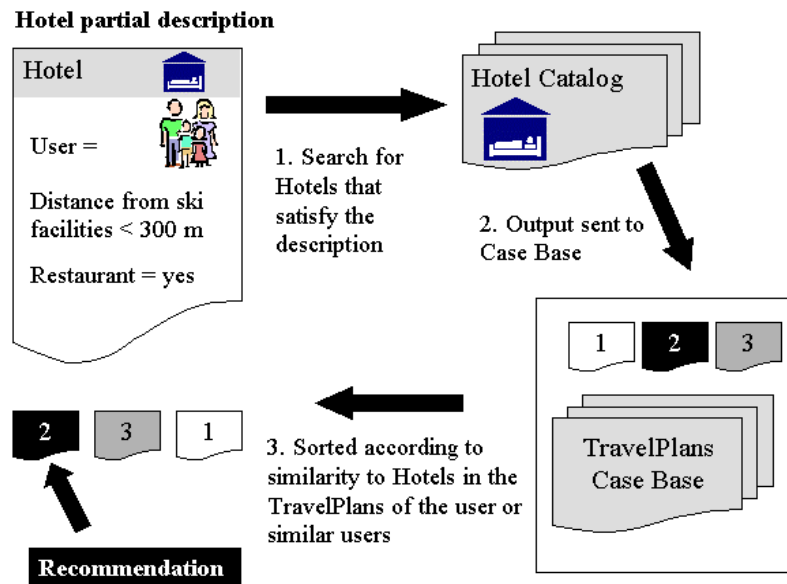 Hotel partial description
Hotel
User =
Distance from ski
facilities < 300 m
Restaurant = yes
1. Search for
Hotels that
satisfy the
description
Hotel Catalog
2. Output sent to
Case Base
1 2 3
TravelPlans
Case Base
3. Sorted according to
similarity to Hotels in the
TravelPlans of the user or
similar users
2 3 1
Recommendation